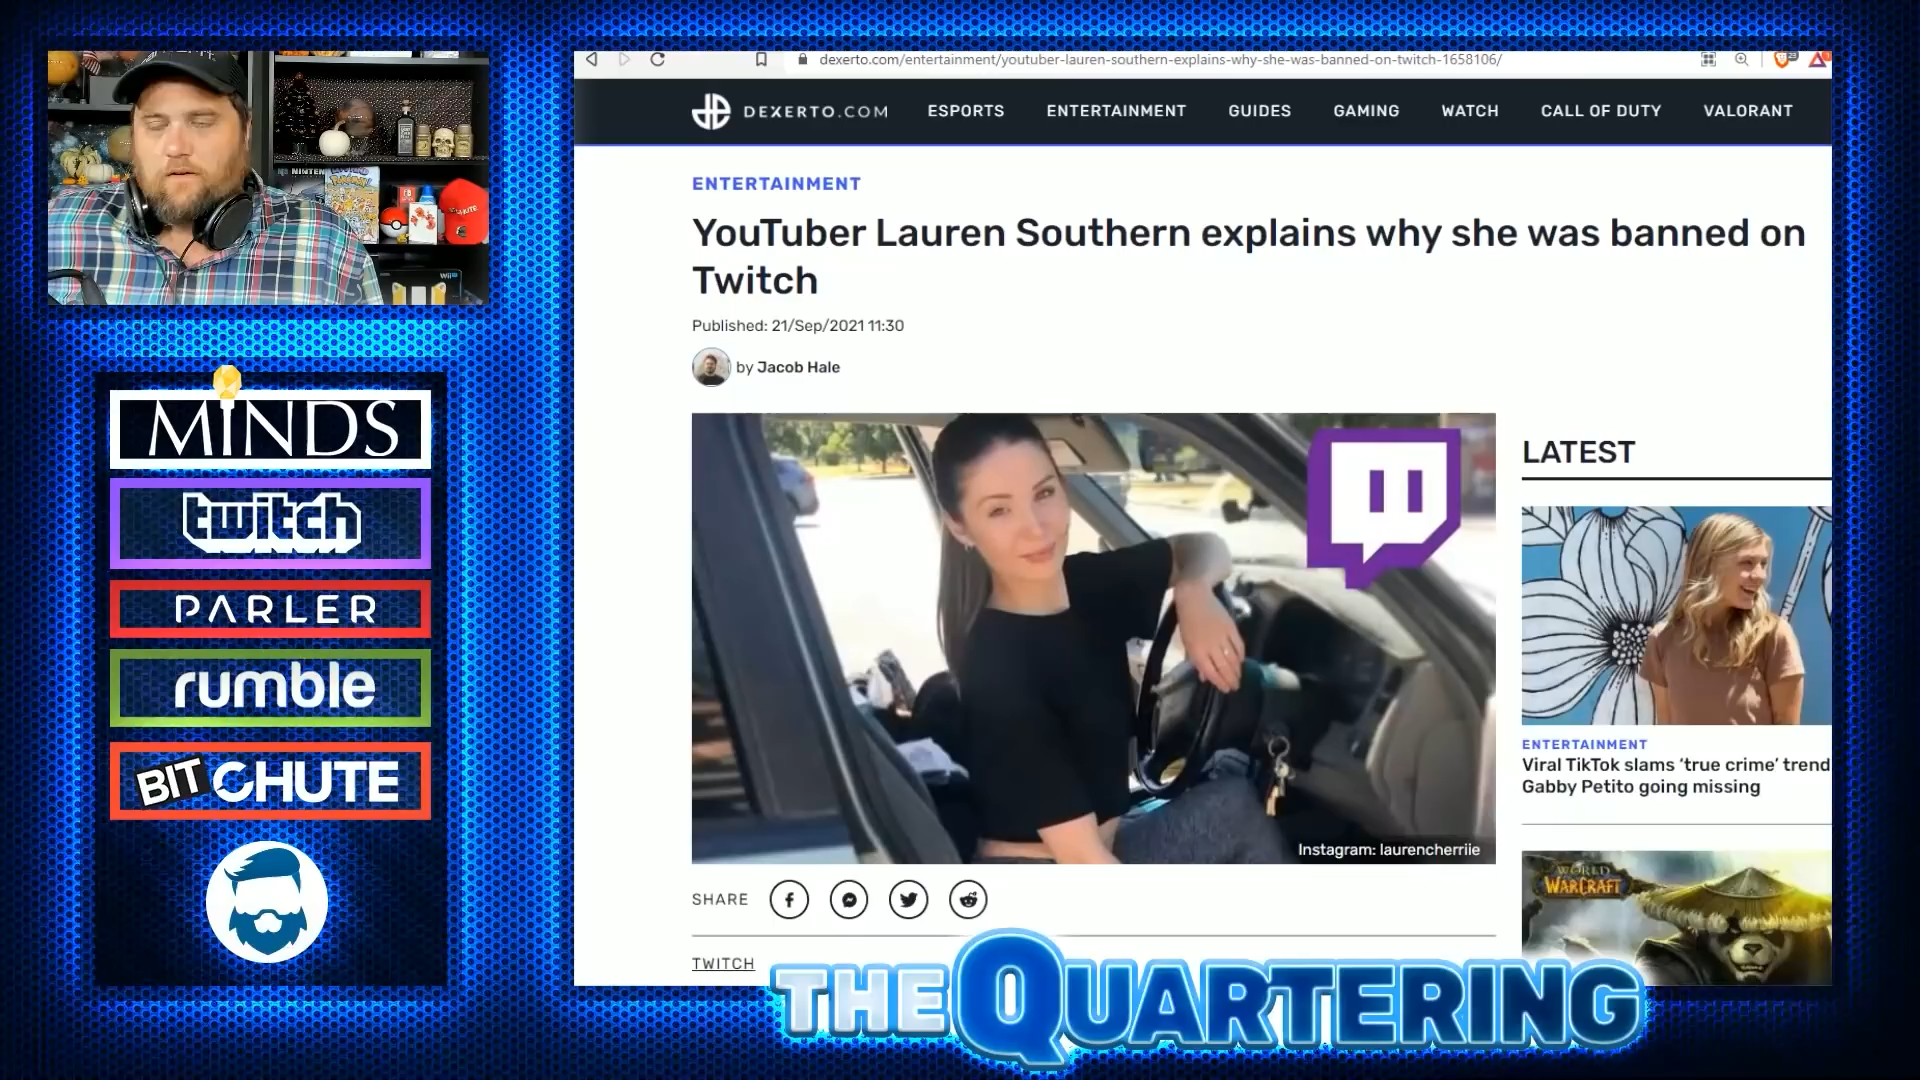 dexerto.com/entertainment/youtuber-lauren-southern-explains-why-she-was-banned-on-twitch-1658106/
DEXERTO.COM
ESPORTS
ENTERTAINMENT
GUIDES
GAMING
WATCH
CALL OF DUTY
VALORANT
ENTERTAINMENT
YouTuber Lauren Southern explains why she was banned on
Twitch
Published: 21/Sep/2021 11:30
by Jacob Hale
Instagram: laurencherriie
SHARE
TWITCH
LATEST
ENTERTAINMENT
Viral TikTok slams ‘true crime’ trend
Gabby Petito going missing
WORLD
WARCRAFT
NINTEN
WiiU
MINDS
twitch
PARLER
rumble
BITCHUTE
THE QUARTERING